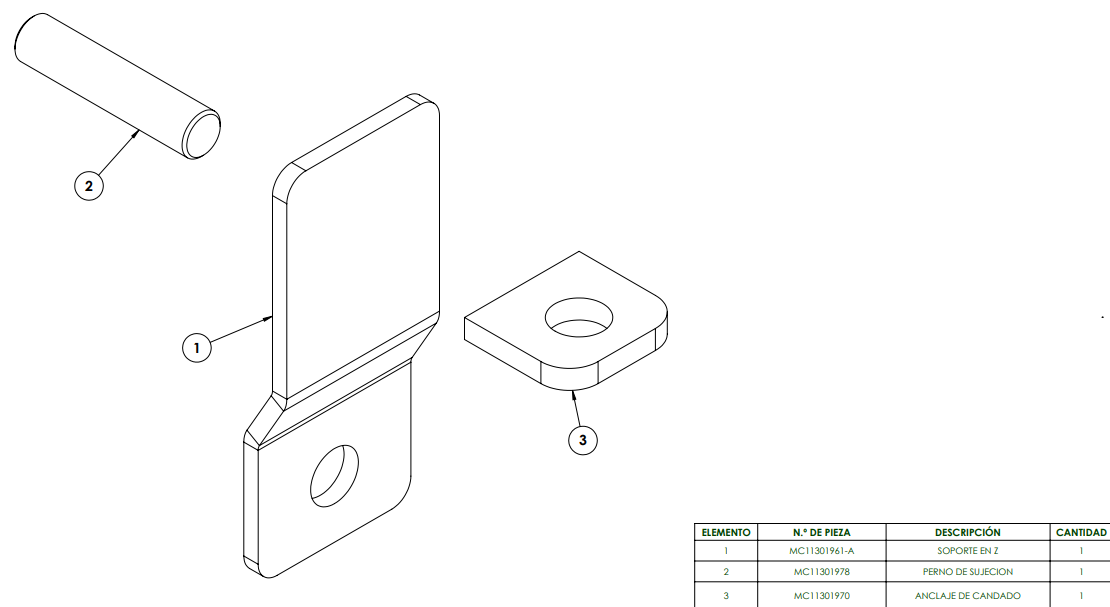 2
1
3
ELEMENTO N.º DE PIEZA DESCRIPCIÓN CANTIDAD
1 MC11301961-A SOPORTE EN Z 1
2 MC11301978 PERNO DE SUJECION 1
3 MC11301970 ANCLAJE DE CANDADO 1